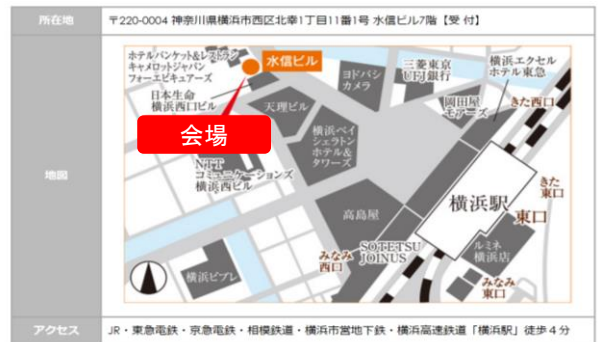 所在地
〒220-0004 神奈川県横浜市西区北幸1丁目11番1号 水信ビル7階【受 付】
地図
ホテルバンケット&レストラン
キャメロットジャパン
フォーエピキュアーズ
水信ビル
日本生命
横浜西口ビル
会場
NTT
コミュニケーションズ
横浜西ビル
天理ビル
ヨドバシ
カメラ
三菱東京
UFJ銀行
横浜エクセル
ホテル東急
岡田屋
モアーズ
きた西口
横浜ベイ
シェラトン
ホテル&
タワーズ
横浜駅
きた
東口
東口
高島屋
SOTETSU
JOINUS
みなみ
西口
ルミネ
横浜店
みなみ
東口
横浜ビブレ
アクセス
JR・東急電鉄・京急電鉄・相模鉄道・横浜市営地下鉄・横浜高速鉄道「横浜駅」徒歩4分